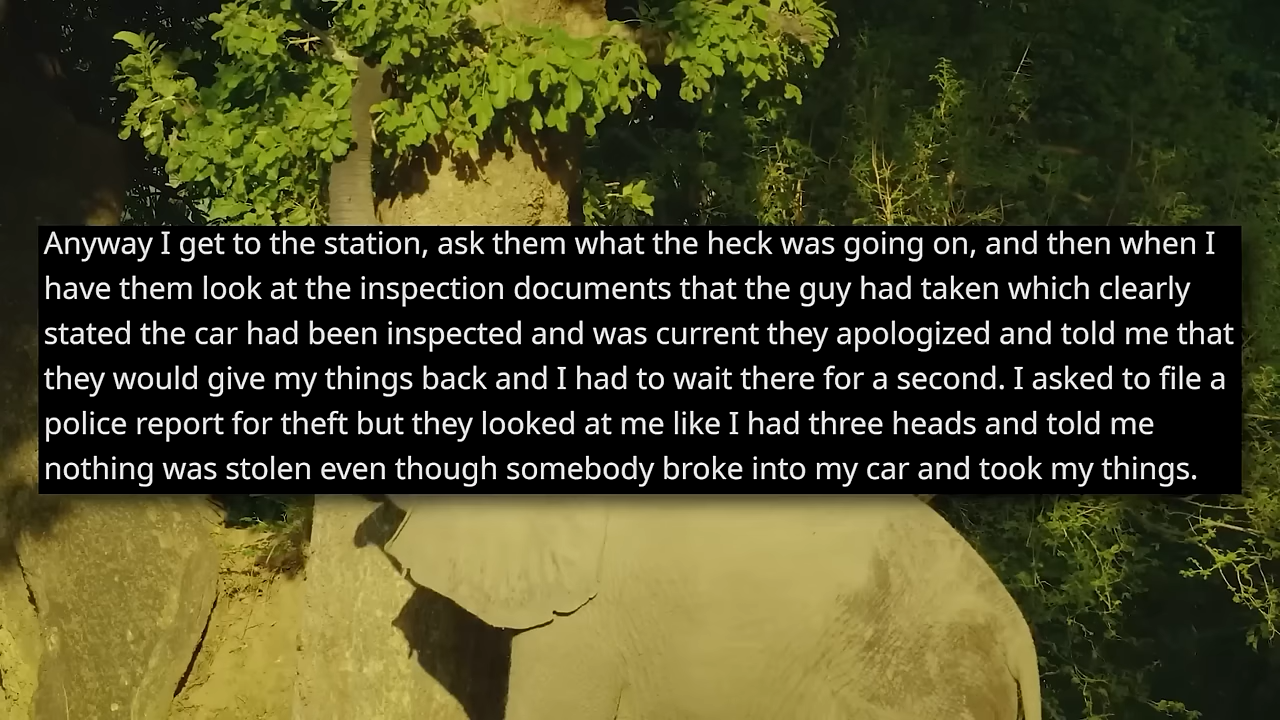 Anyway I get to the station, ask them what the heck was going on, and then when I
have them look at the inspection documents that the guy had taken which clearly
stated the car had been inspected and was current they apologized and told me that
they would give my things back and I had to wait there for a second. I asked to file a
police report for theft but they looked at me like I had three heads and told me
nothing was stolen even though somebody broke into my car and took my things.